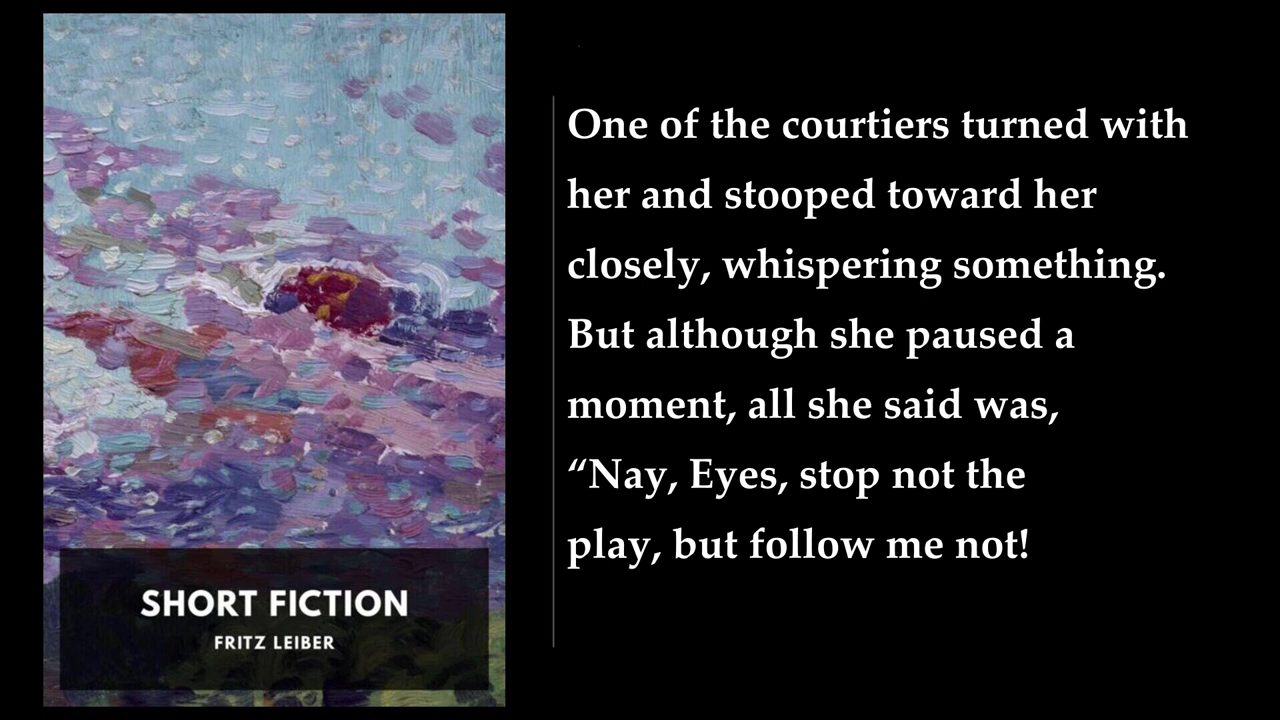 SHORT FICTION
FRITZ LEIBER
One of the courtiers turned with
her and stooped toward her
closely, whispering something.
But although she paused a
moment, all she said was,
“Nay, Eyes, stop not the
play, but follow me not!